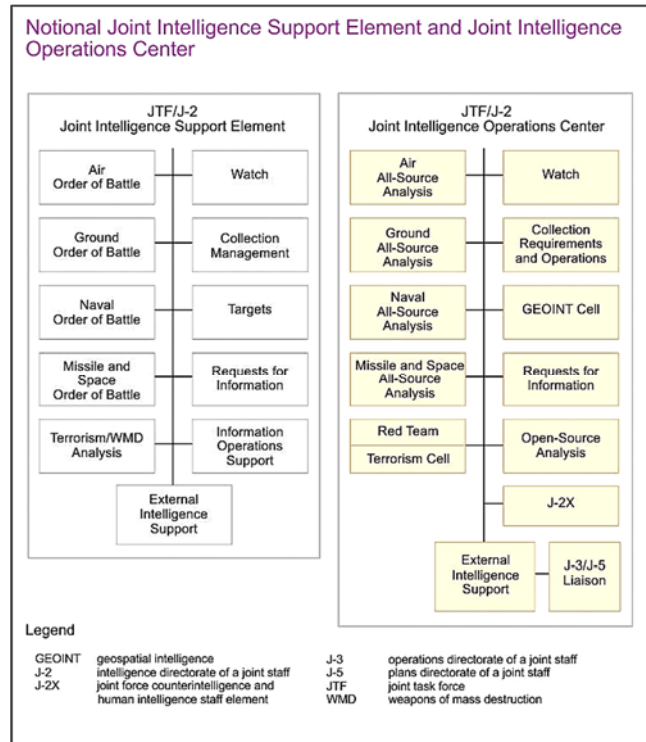 Notional Joint Intelligence Support Element and Joint Intelligence
Operations Center
JTF/J-2
Joint Intelligence Support Element
Air
Order of Battle
Watch
Ground
Order of Battle
Collection
Management
Naval
Order of Battle
Targets
Missile and
Space
Order of Battle
Requests for
Information
Terrorism/WMD
Analysis
Information
Operations
Support
External
Intelligence
Support
JTF/J-2
Joint Intelligence Operations Center
Air
All-Source
Analysis
Watch
Ground
All-Source
Analysis
Collection
Requirements
and Operations
Naval
All-Source
Analysis
GEOINT Cell
Missile and Space
All-Source
Analysis
Requests for
Information
Red Team
Terrorism Cell
Open-Source
Analysis
J-2X
External
Intelligence
Support
J-3/J-5
Liaison
Legend
GEOINT geospatial intelligence
J-2 intelligence directorate of a joint staff
J-2X joint force counterintelligence and
human intelligence staff element
J-3 operations directorate of a joint staff
J-5 plans directorate of a joint staff
JTF joint task force
WMD weapons of mass destruction